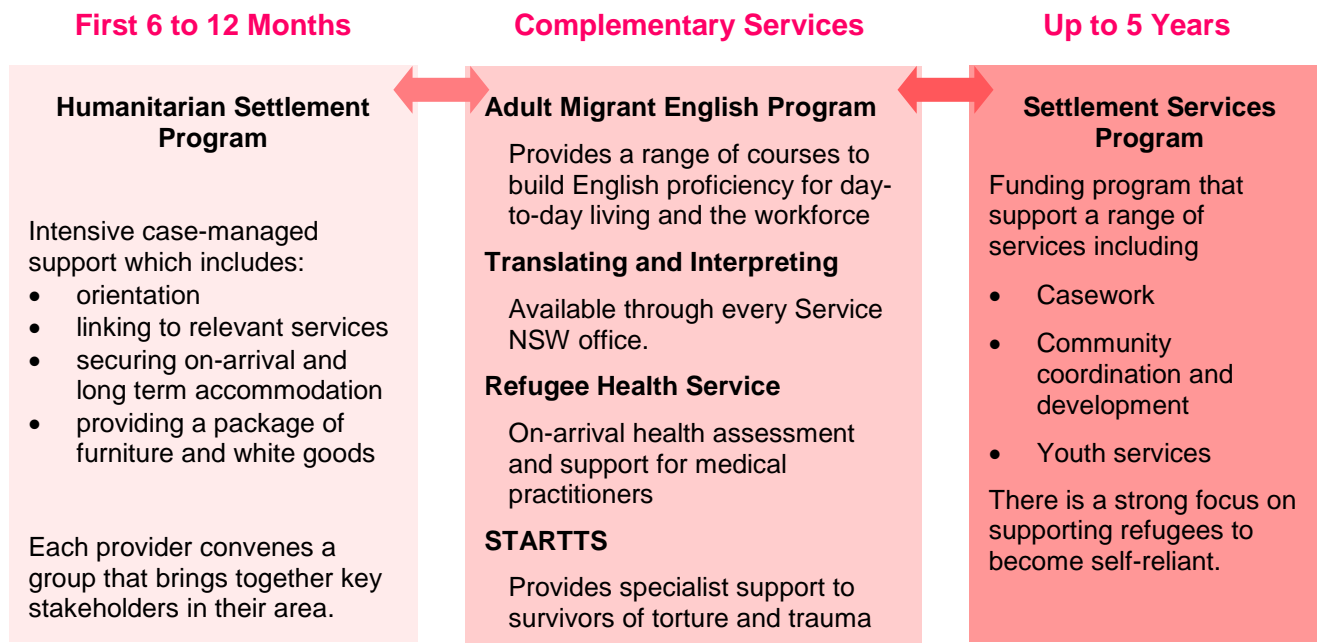 First 6 to 12 Months
Humanitarian Settlement
Program
Intensive case-managed
support which includes:
• orientation
• linking to relevant services
• securing on-arrival and
long term accommodation
• providing a package of
furniture and white goods
Each provider convenes a
group that brings together key
stakeholders in their area.
Complementary Services
Adult Migrant English Program
Provides a range of courses to
build English proficiency for day-
to-day living and the workforce
Translating and Interpreting
Available through every Service
NSW office.
Refugee Health Service
On-arrival health assessment
and support for medical
practitioners
STARTTS
Provides specialist support to
survivors of torture and trauma
Up to 5 Years
Settlement Services
Program
Funding program that
support a range of
services including
• Casework
• Community
coordination and
development
• Youth services
There is a strong focus on
supporting refugees to
become self-reliant.